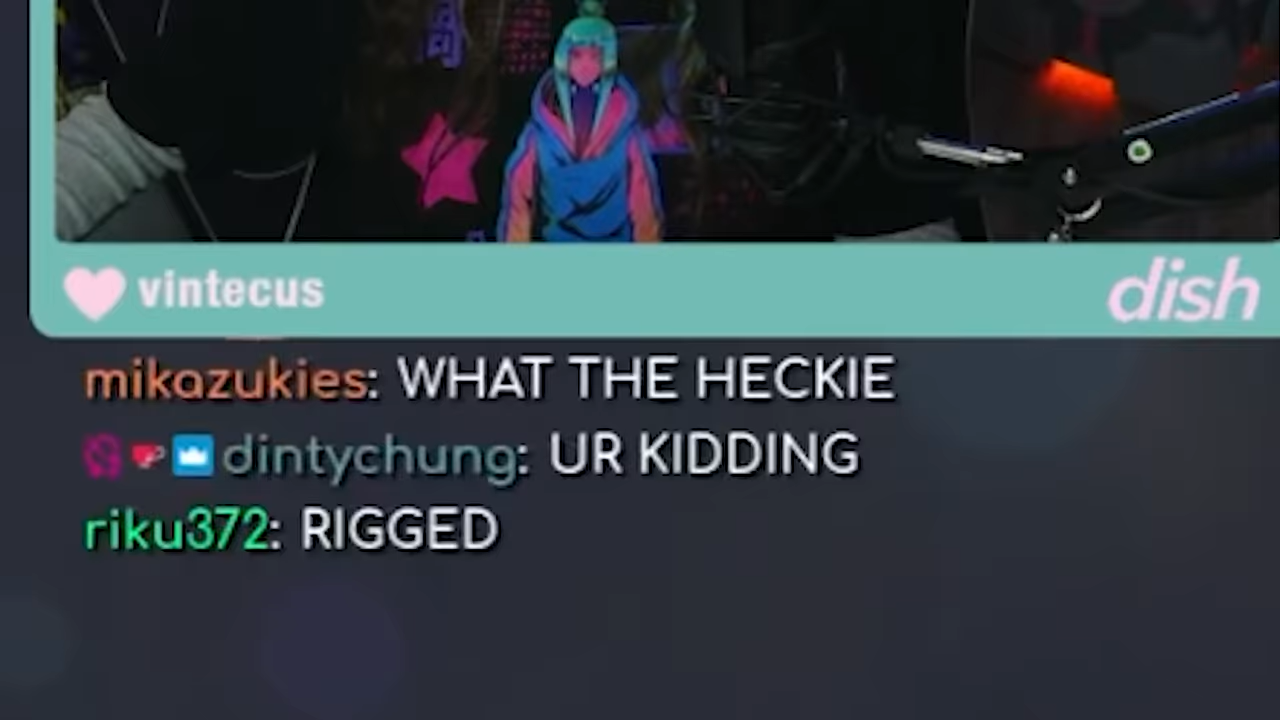 vintecus
dish
mikazukies: WHAT THE HECKIE
dintychung: UR KIDDING
riku372: RIGGED